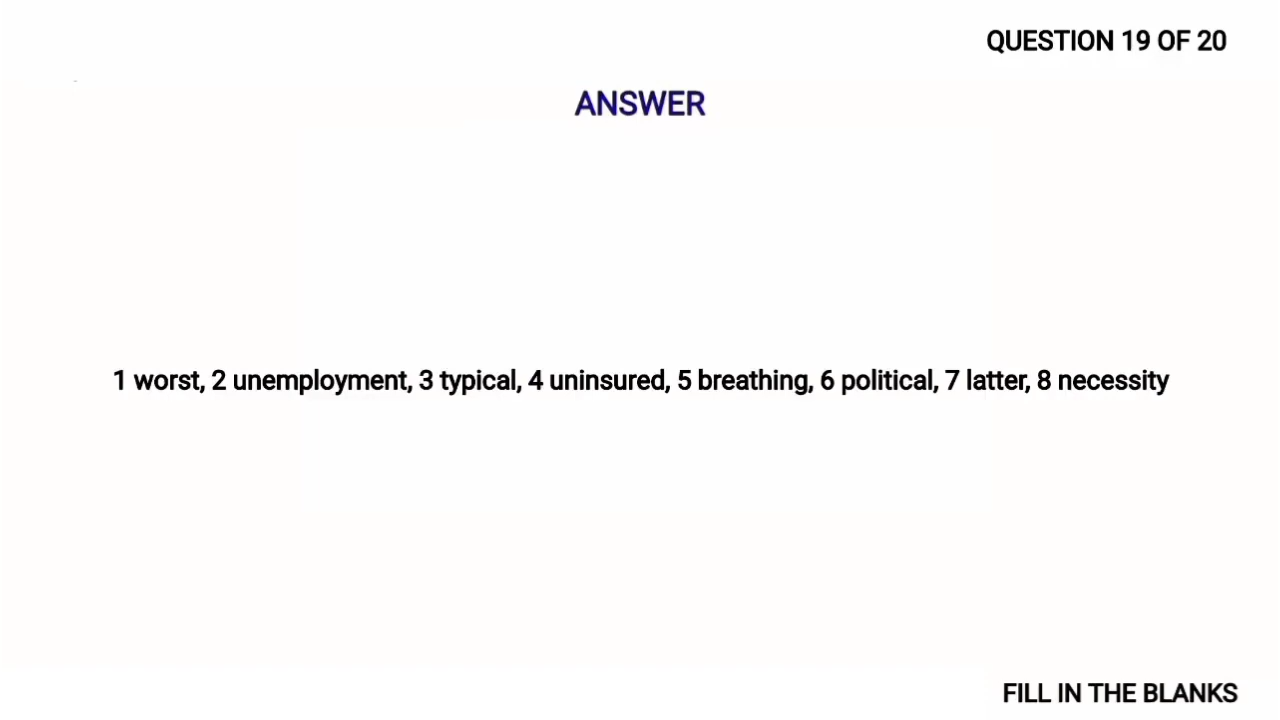 QUESTION 19 OF 20
ANSWER
1 worst, 2 unemployment, 3 typical, 4 uninsured, 5 breathing, 6 political, 7 latter, 8 necessity
FILL IN THE BLANKS